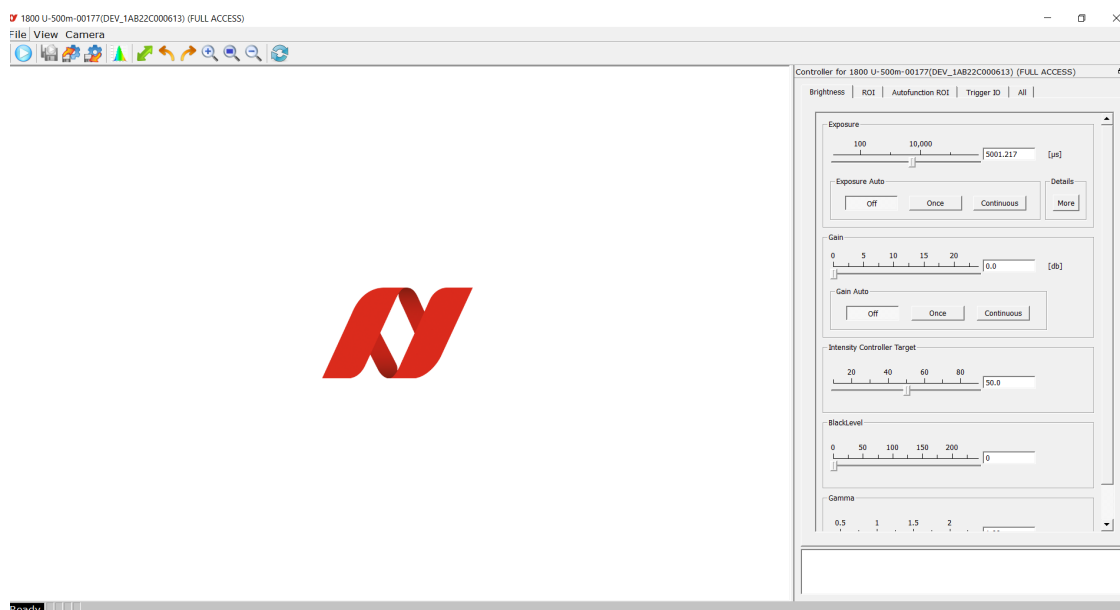 1800 U-500m-00177(DEV_1AB22C000613) (FULL ACCESS)
File View Camera
Controller for 1800 U-500m-00177(DEV_1AB22C000613) (FULL ACCESS)
Brightness ROI Autofunction ROI Trigger IO All
Exposure
100 10,000
5001.217 [µs]
Exposure Auto Details
Off Once Continuous More
Gain
0 5 10 15 20
0.0 [db]
Gain Auto
Off Once Continuous
Intensity Controller Target
20 40 60 80
50.0
BlackLevel
0 50 100 150 200
0
Gamma
0.5 1 1.5 2
Ready